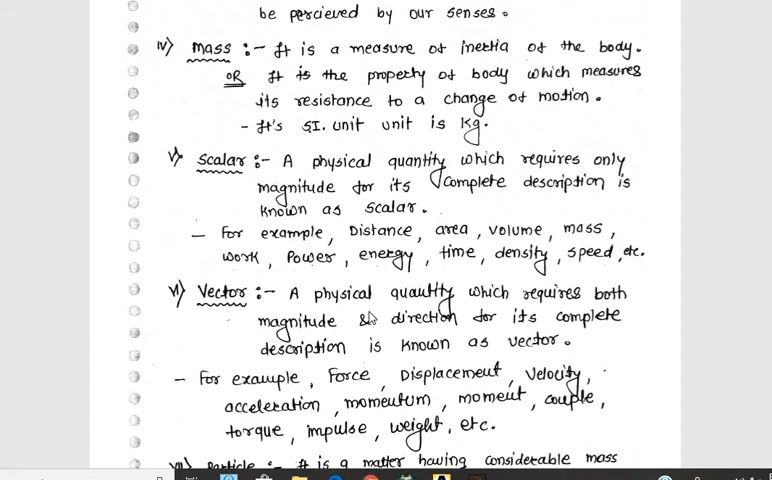 be percieved by our senses.
iv) Mass :- It is a measure of inertia of the body.
OR It is the property of body which measures
its resistance to a change of motion.
- It's SI. unit unit is Kg.
v) Scalar :- A physical quantity which requires only
magnitude for its complete description is
known as scalar.
- For example, Distance, area, volume, mass,
work, Power, energy, time, density, speed, etc.
vi) Vector :- A physical quautity which requires both
magnitude & direction for its complete
description is known as vector.
- For example, Force, Displacement, velocity,
acceleration, momentum, moment, couple,
torque, impulse, weight, etc.
vii) Particle :- It is a matter having considerable mass